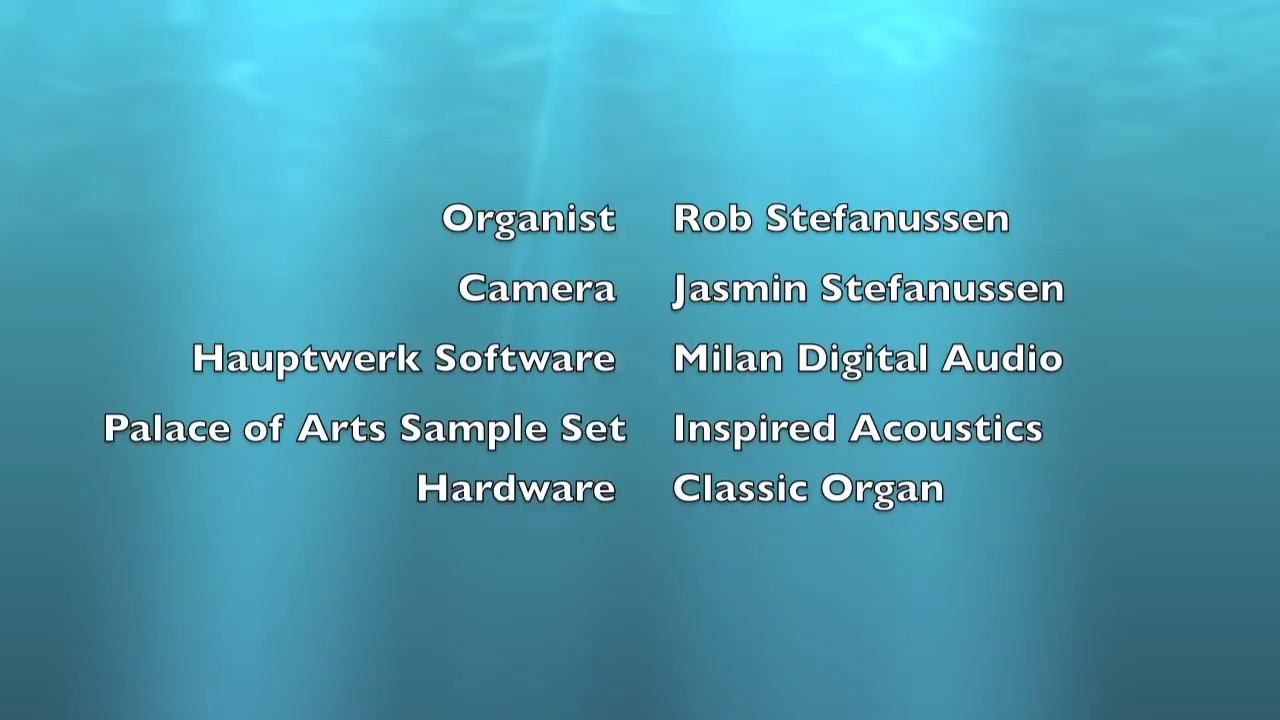 Organist Rob Stefanussen
Camera Jasmin Stefanussen
Hauptwerk Software Milan Digital Audio
Palace of Arts Sample Set Inspired Acoustics
Hardware Classic Organ